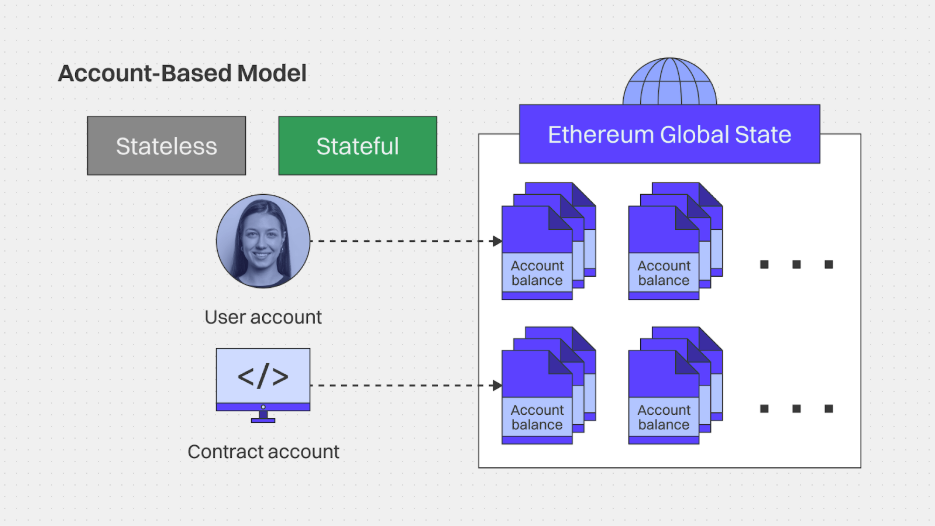 Account-Based Model
Stateless
Stateful
Ethereum Global State
User account
</>
Contract account
Account
balance
Account
balance
Account
balance
Account
balance